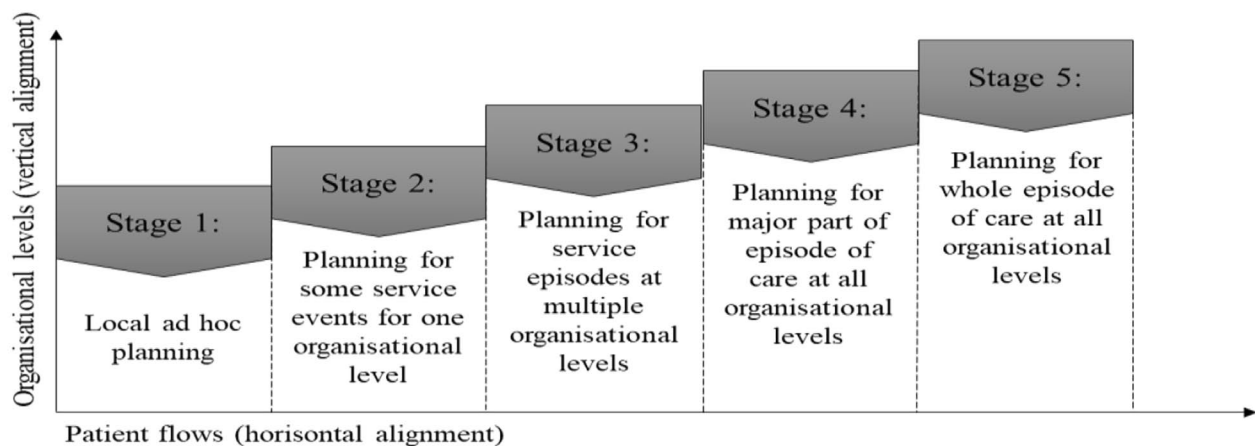 Organisational levels (vertical alignment)
Stage 1:
Local ad hoc
planning
Stage 2:
Planning for
some service
events for one
organisational
level
Stage 3:
Planning for
service
episodes at
multiple
organisational
levels
Stage 4:
Planning for
major part of
episode of
care at all
organisational
levels
Stage 5:
Planning for
whole episode
of care at all
organisational
levels
Patient flows (horisontal alignment)